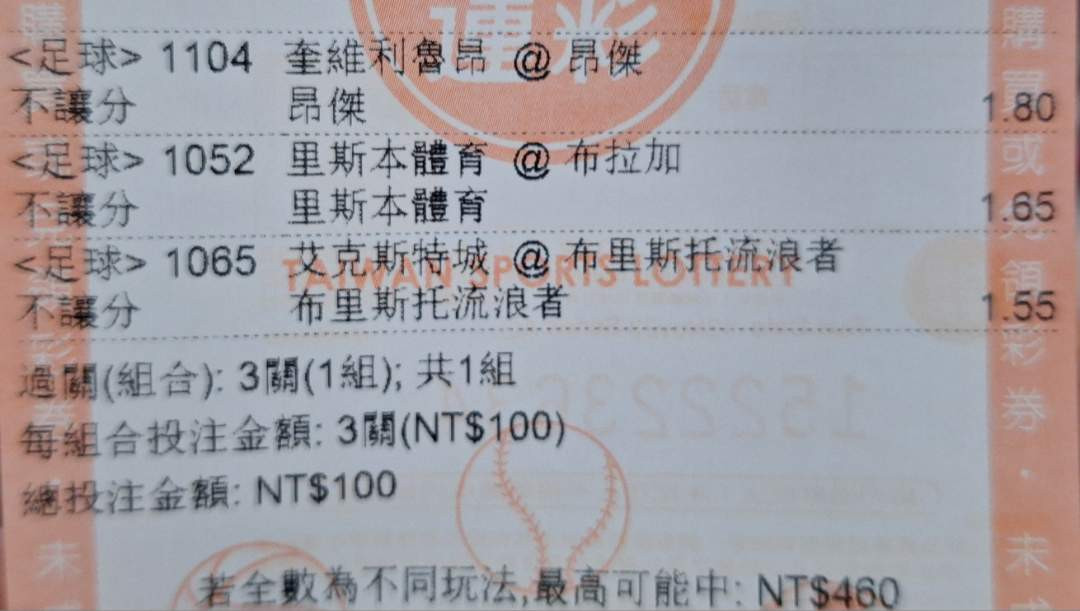 運彩
<足球> 1104 奎維利魯昂 @ 昂傑
不讓分 昂傑 1.80
<足球> 1052 里斯本體育 @ 布拉加
不讓分 里斯本體育 1.65
<足球> 1065 艾克斯特城 @ 布里斯托流浪者
TAIWAN SPORTS LOTTERY
不讓分 布里斯托流浪者 1.55
過關(組合): 3關(1組); 共1組
每組合投注金額: 3關(NT$100)
總投注金額: NT$100
若全數為不同玩法,最高可能中: NT$460